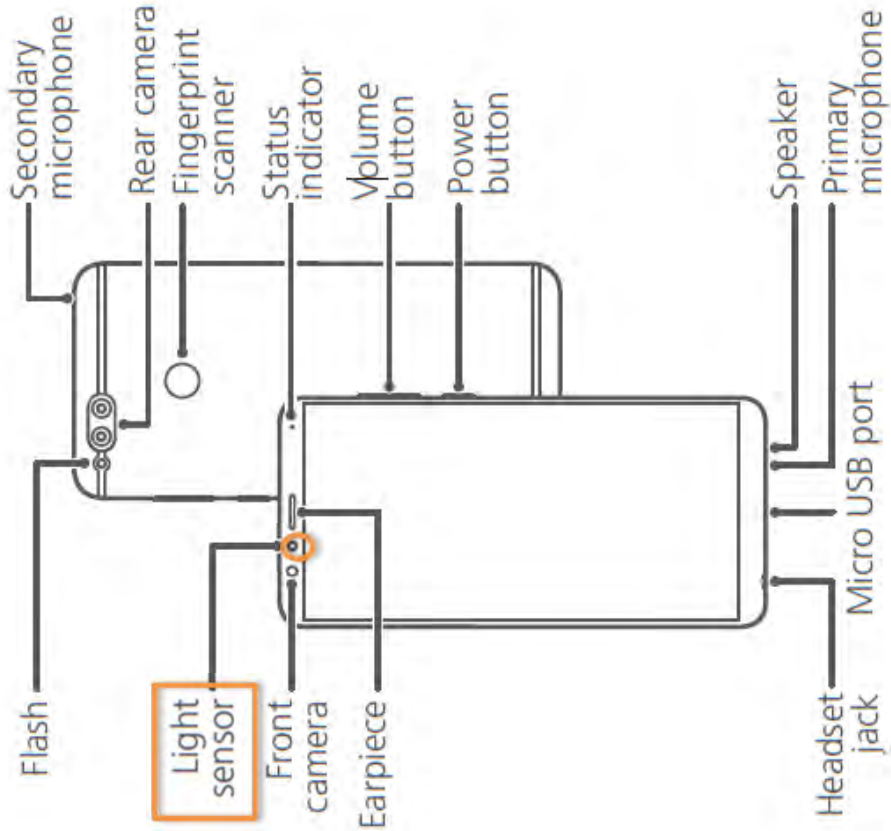 Flash
Light
sensor
Front
camera
Earpiece
Headset
jack
Micro USB port
Secondary
microphone
Rear camera
Fingerprint
scanner
Status
indicator
Volume
button
Power
button
Speaker
Primary
microphone